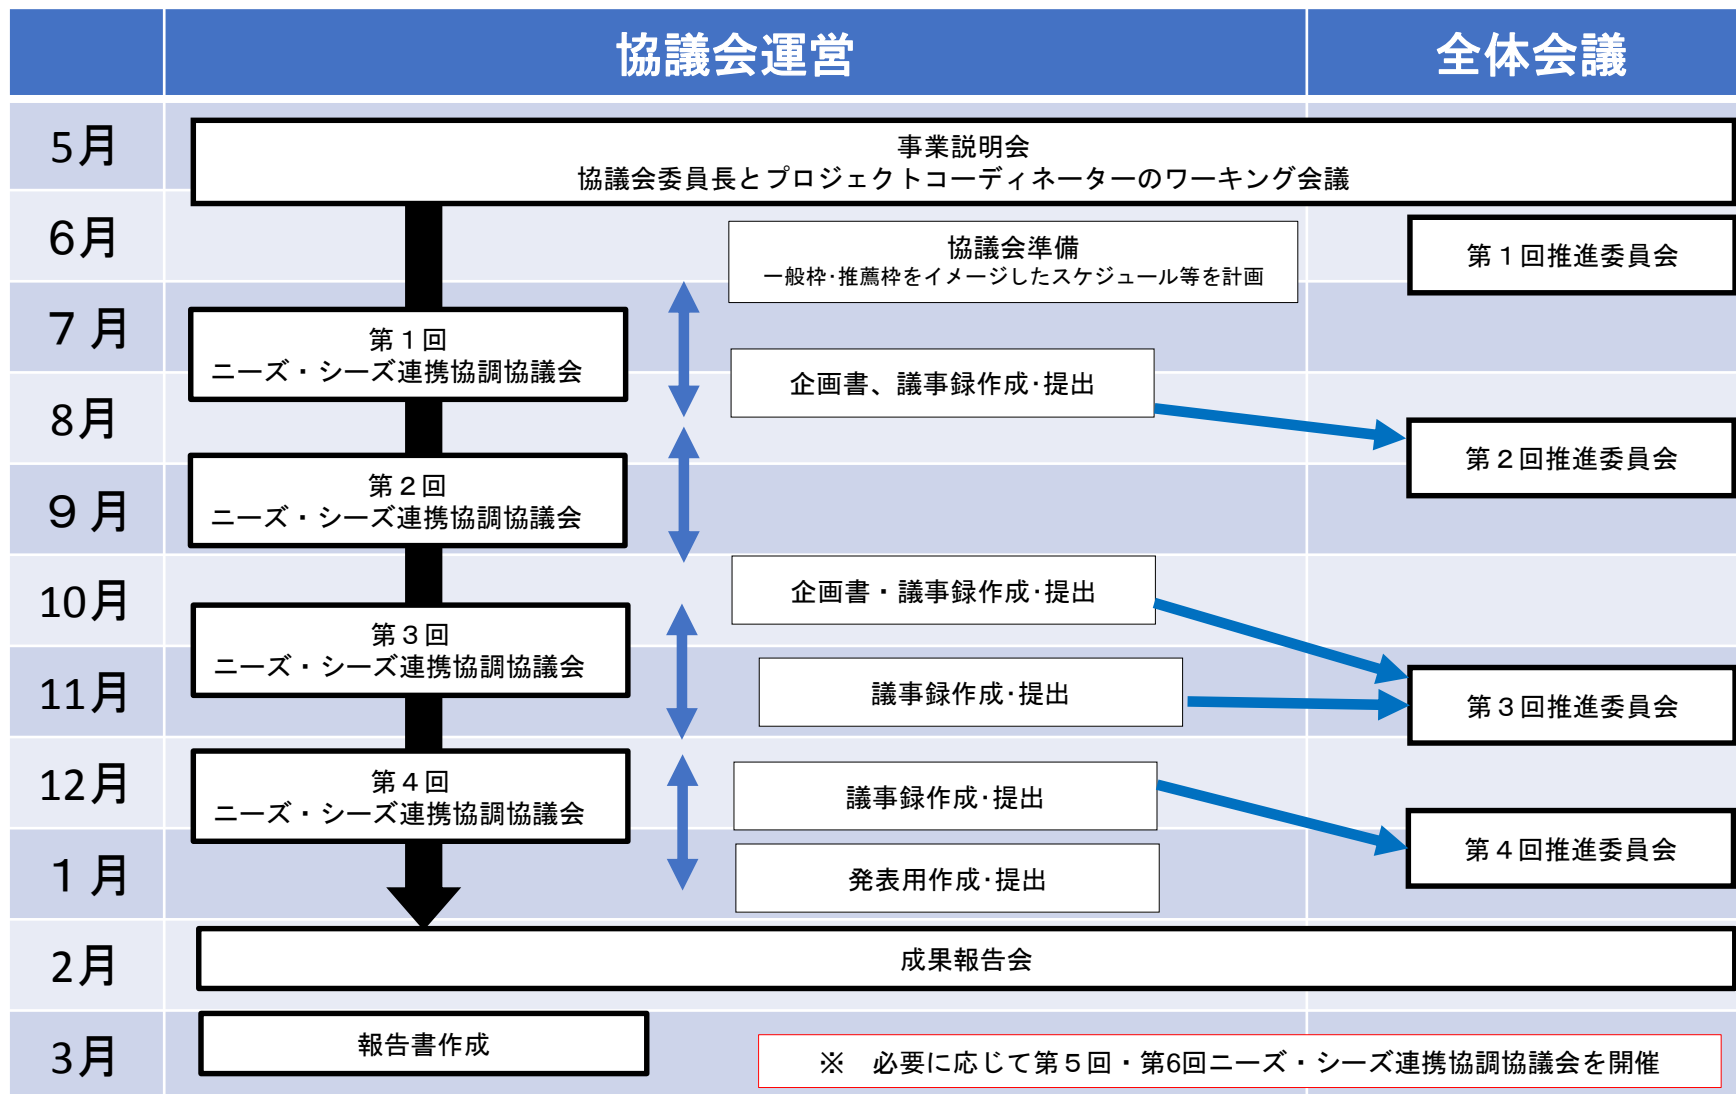 協議会運営
全体会議
5月
事業説明会
協議会委員長とプロジェクトコーディネーターのワーキング会議
6月
協議会準備
一般枠･推薦枠をイメージしたスケジュール等を計画
第１回推進委員会
７月
第１回
ニーズ・シーズ連携協調協議会
企画書、議事録作成･提出
8月
第２回推進委員会
第２回
ニーズ・シーズ連携協調協議会
９月
10月
企画書・議事録作成･提出
第３回
ニーズ・シーズ連携協調協議会
11月
議事録作成･提出
第３回推進委員会
12月
第４回
ニーズ・シーズ連携協調協議会
議事録作成･提出
第４回推進委員会
１月
発表用作成･提出
2月
成果報告会
3月
報告書作成
※　必要に応じて第５回・第6回ニーズ・シーズ連携協調協議会を開催